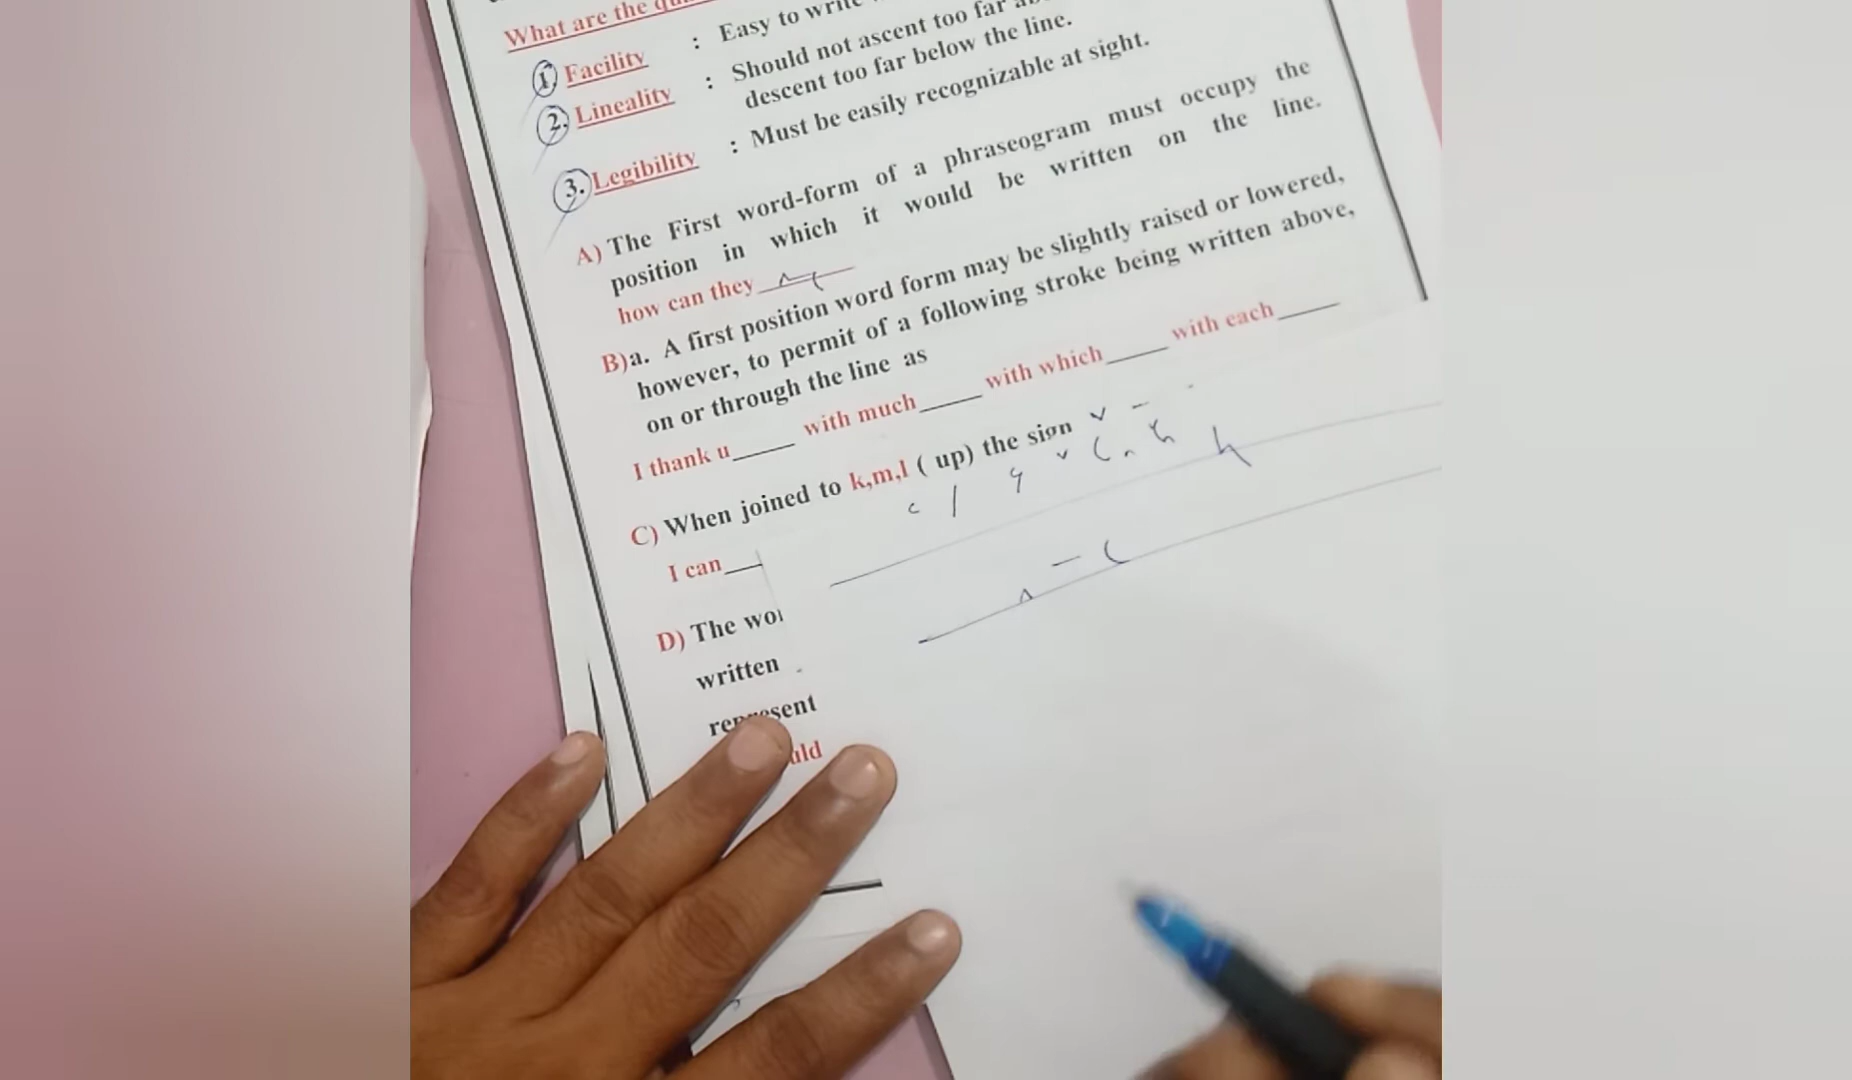 What are the
1. Facility : Easy to write
2. Lineality : Should not ascent too far
descent too far below the line.
3. Legibility : Must be easily recognizable at sight.
A) The First word-form of a phraseogram must occupy the
position in which it would be written on the line.
how can they
B)a. A first position word form may be slightly raised or lowered,
however, to permit of a following stroke being written above,
on or through the line as
I thank u____ with much____ with which____ with each____
C) When joined to k,m,l ( up) the sign
I can
D) The
written
represent